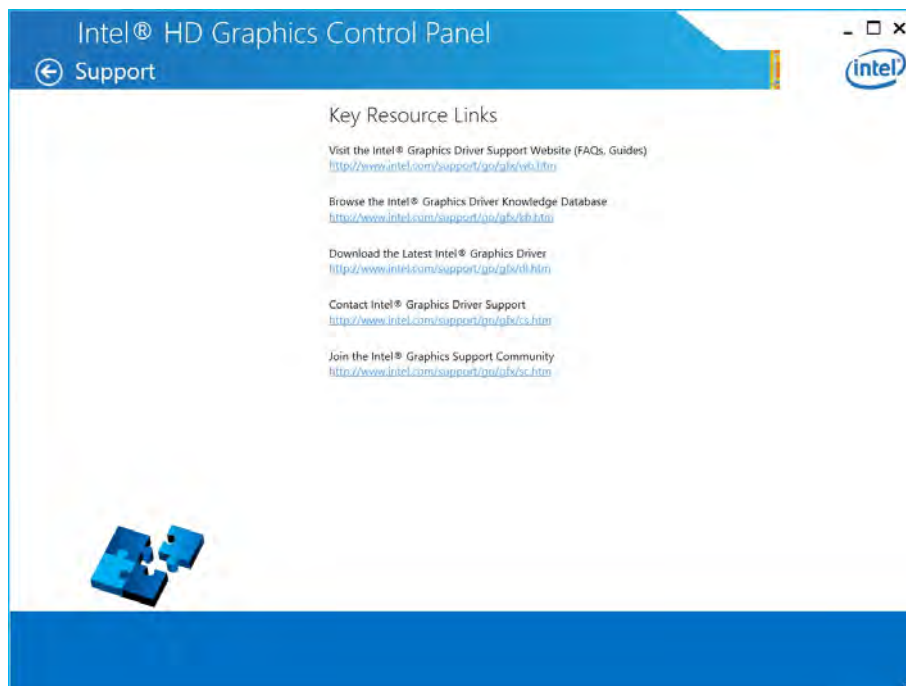 Intel® HD Graphics Control Panel
Support
intel
Key Resource Links
Visit the Intel® Graphics Driver Support Website (FAQs, Guides)
http://www.intel.com/support/go/gfx/wb.htm
Browse the Intel® Graphics Driver Knowledge Database
http://www.intel.com/support/go/gfx/kb.htm
Download the Latest Intel® Graphics Driver
http://www.intel.com/support/go/gfx/dl.htm
Contact Intel® Graphics Driver Support
http://www.intel.com/support/go/gfx/cs.htm
Join the Intel® Graphics Support Community
http://www.intel.com/support/go/gfx/sc.htm